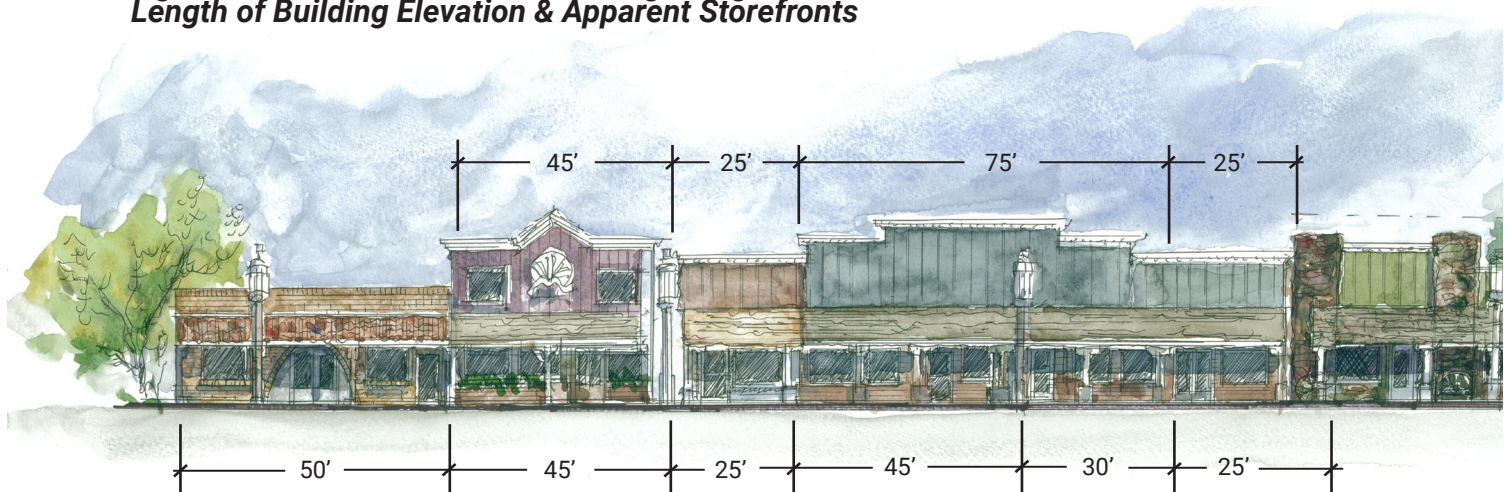 Length of Building Elevation & Apparent Storefronts
45’ 25’ 75’ 25’
50’ 45’ 25’ 45’ 30’ 25’